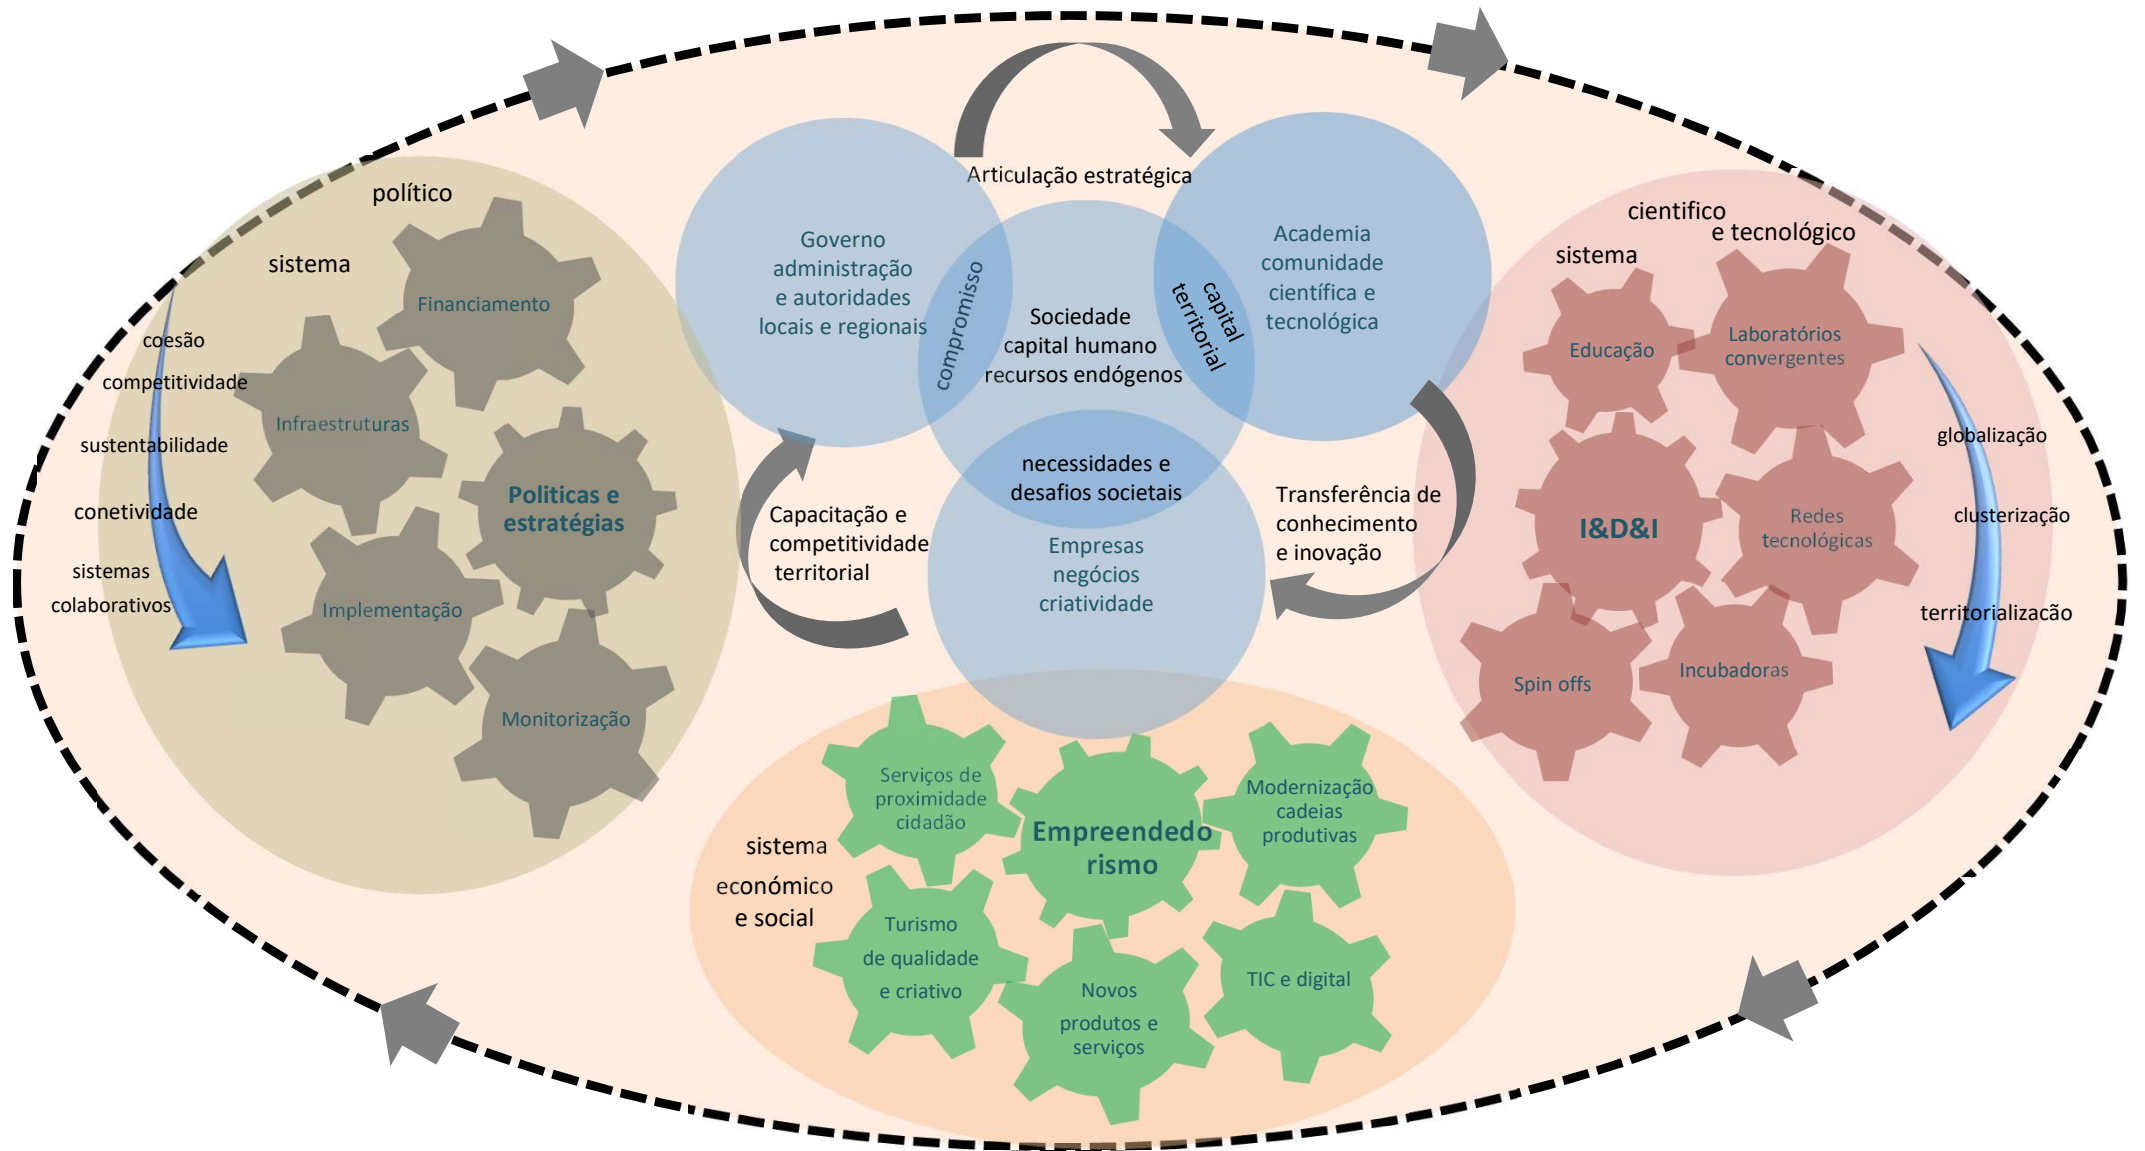 político
sistema
Financiamento
Infraestruturas
Politicas e
estratégias
Implementação
Monitorização
coesão
competitividade
sustentabilidade
conetividade
sistemas
colaborativos
Articulação estratégica
Governo
administração
e autoridades
locais e regionais
compromisso
Sociedade
capital humano
recursos endógenos
capital
territorial
Academia
comunidade
científica e
tecnológica
necessidades e
desafios societais
Empresas
negócios
criatividade
Capacitação e
competitividade
territorial
Transferência de
conhecimento
e inovação
cientifico
e tecnológico
sistema
Educação
Laboratórios
convergentes
I&D&I
Redes
tecnológicas
Spin offs
Incubadoras
globalização
clusterização
territorializacão
sistema
económico
e social
Serviços de
proximidade
cidadão
Empreendedo
rismo
Modernização
cadeias
produtivas
Turismo
de qualidade
e criativo
Novos
produtos e
serviços
TIC e digital